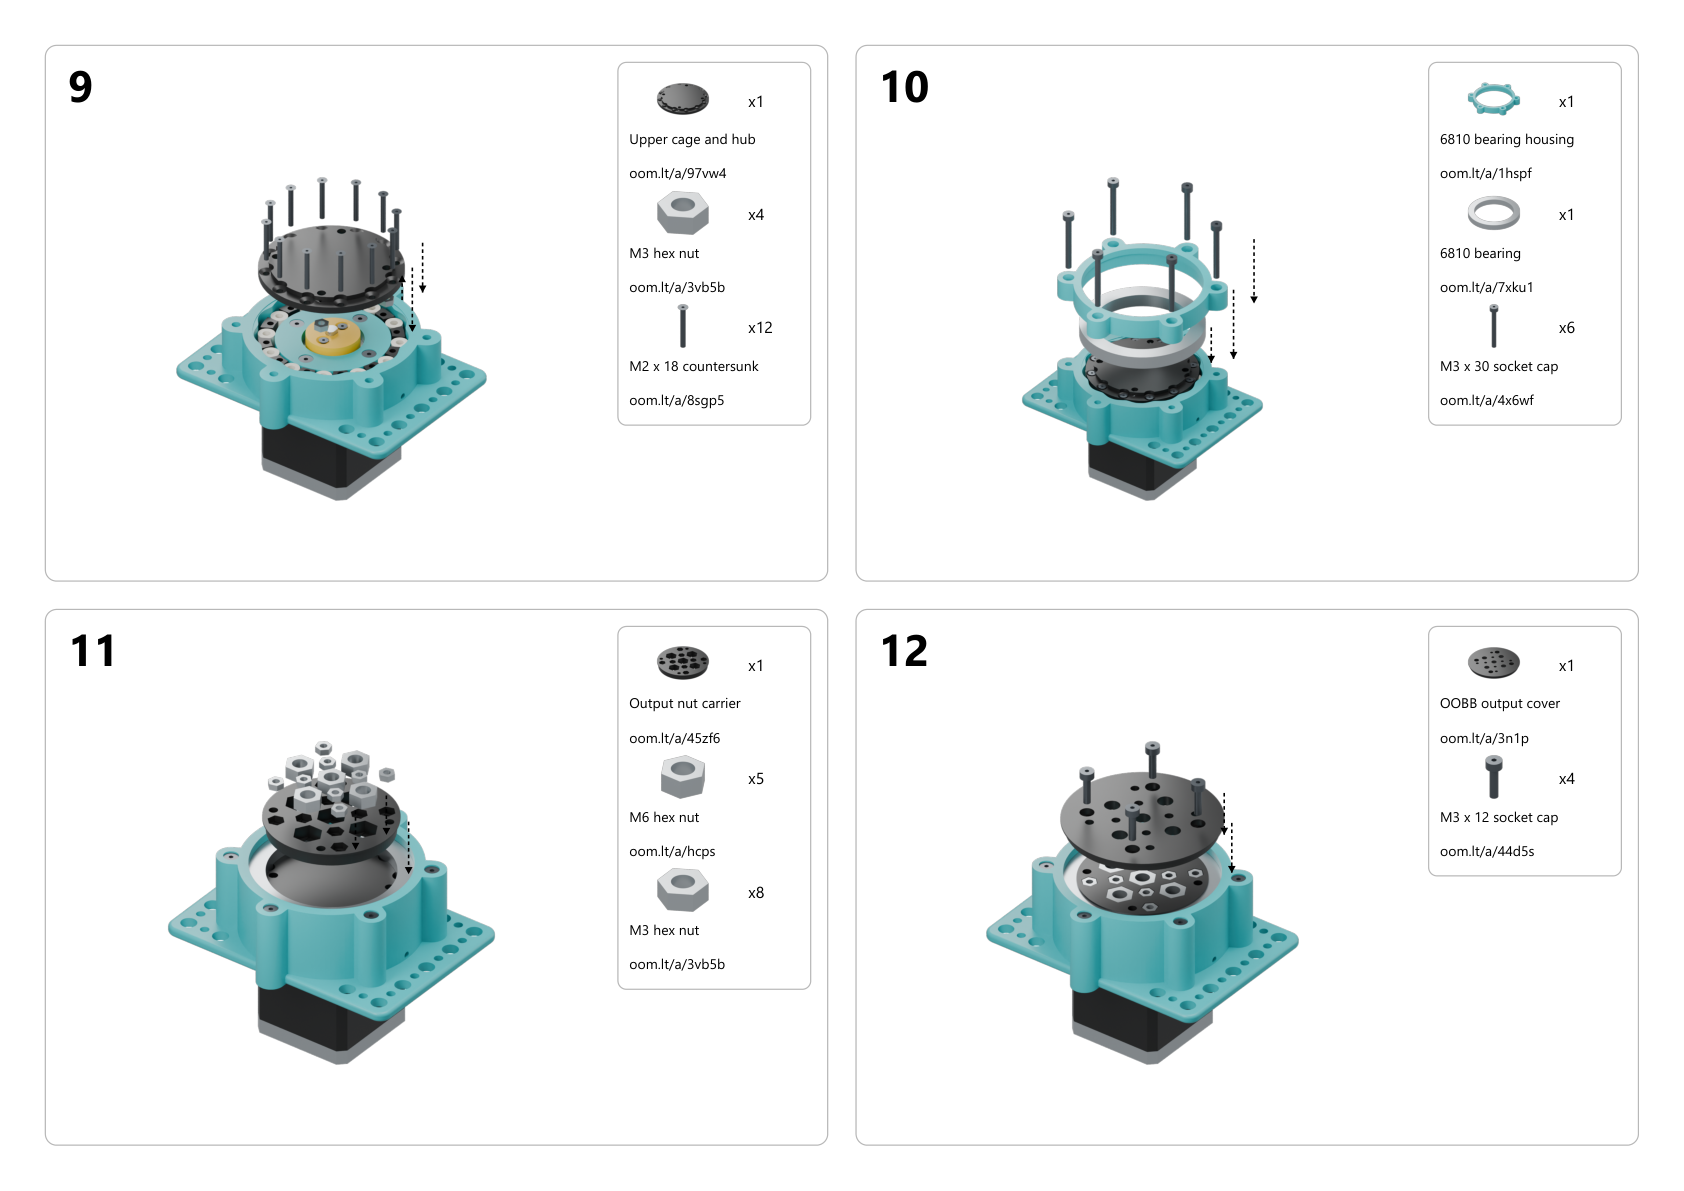 9
x1
Upper cage and hub
oom.lt/a/97vw4
x4
M3 hex nut
oom.lt/a/3vb5b
x12
M2 x 18 countersunk
oom.lt/a/8sgp5
10
x1
6810 bearing housing
oom.lt/a/1hspf
x1
6810 bearing
oom.lt/a/7xku1
x6
M3 x 30 socket cap
oom.lt/a/4x6wf
11
x1
Output nut carrier
oom.lt/a/45zf6
x5
M6 hex nut
oom.lt/a/hcps
x8
M3 hex nut
oom.lt/a/3vb5b
12
x1
OOBB output cover
oom.lt/a/3n1p
x4
M3 x 12 socket cap
oom.lt/a/44d5s